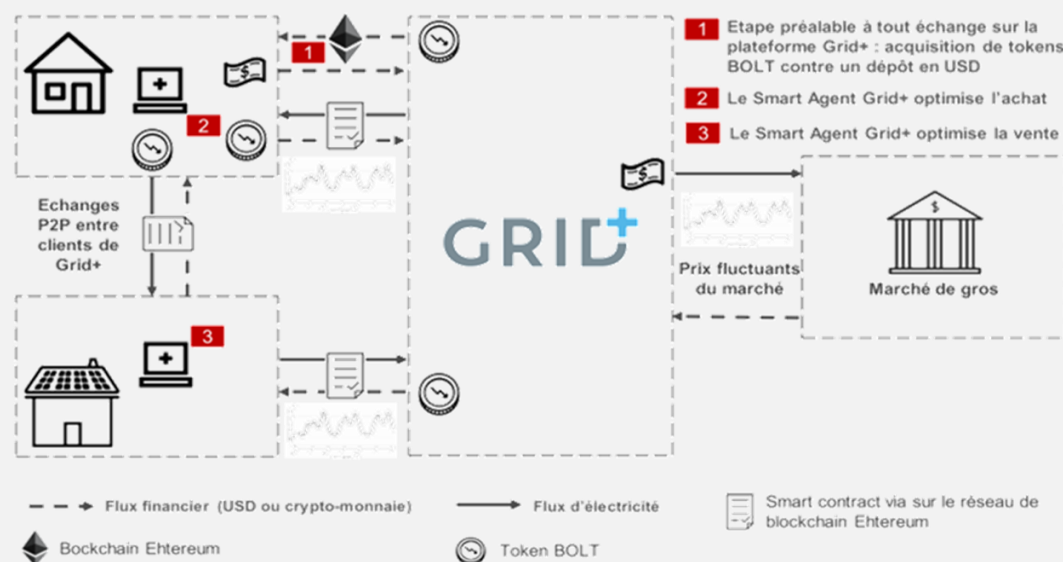 1
1 Etape préalable à tout échange sur la
plateforme Grid+ : acquisition de tokens
BOLT contre un dépôt en USD
2 Le Smart Agent Grid+ optimise l'achat
3 Le Smart Agent Grid+ optimise la vente
2
Echanges
P2P entre
clients de
Grid+
GRID+
Prix fluctuants
du marché
Marché de gros
3
Flux financier (USD ou crypto-monnaie)
Flux d'électricité
Smart contract via sur le réseau de
blockchain Ehtereum
Bockchain Ehtereum
Token BOLT